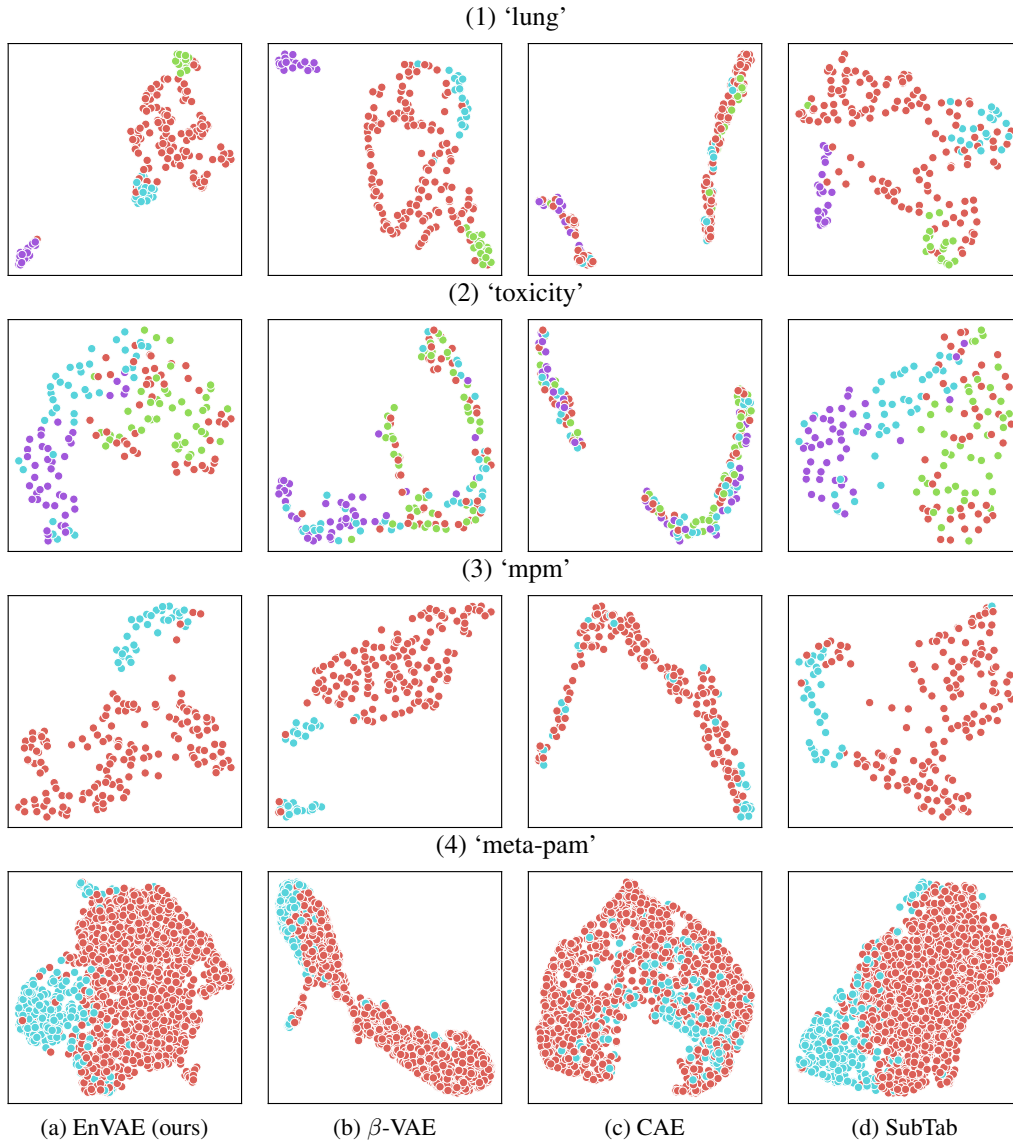 (1) ‘lung’
(2) ‘toxicity’
(3) ‘mpm’
(4) ‘meta-pam’
(a) EnVAE (ours)
(b) β-VAE
(c) CAE
(d) SubTab